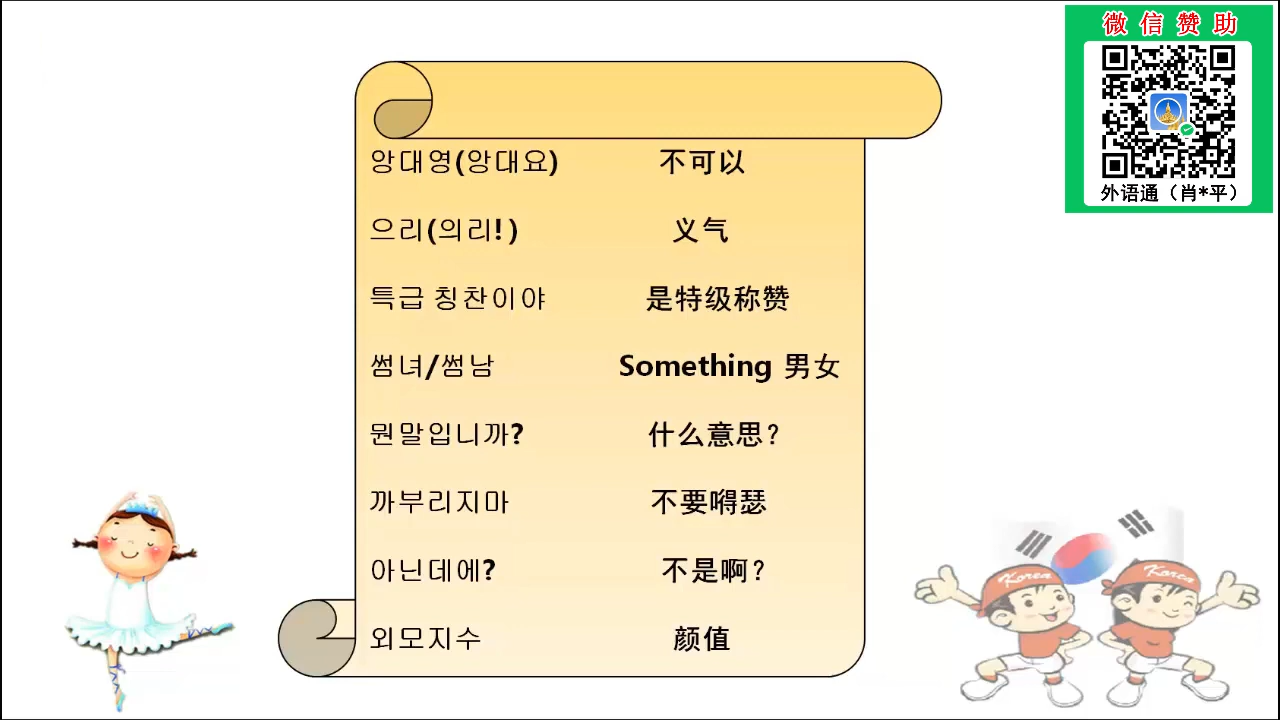 微信赞助
外语通（肖*平）
앙대영(앙대요) 不可以
으리(의리!) 义气
특급 칭찬이야 是特级称赞
썸녀/썸남 Something 男女
뭔말입니까? 什么意思？
까부리지마 不要嘚瑟
아닌데에? 不是啊？
외모지수 颜值
Korea
Korea